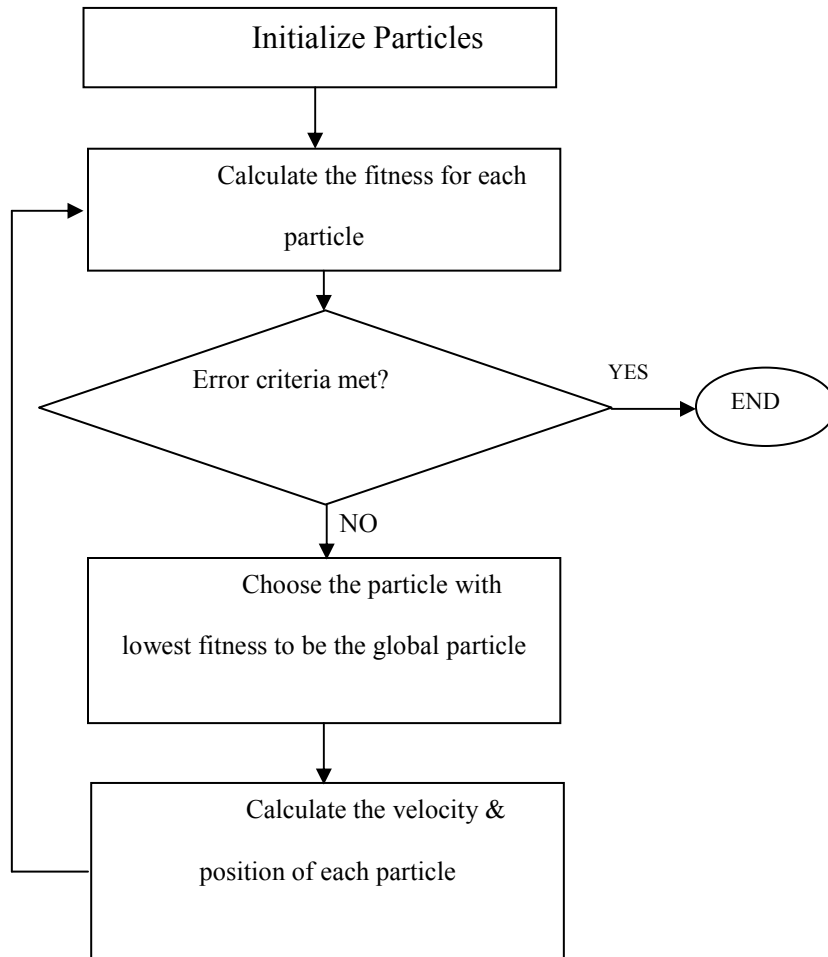 Initialize Particles
Calculate the fitness for each
particle
Error criteria met?
YES
END
NO
Choose the particle with
lowest fitness to be the global particle
Calculate the velocity &
position of each particle